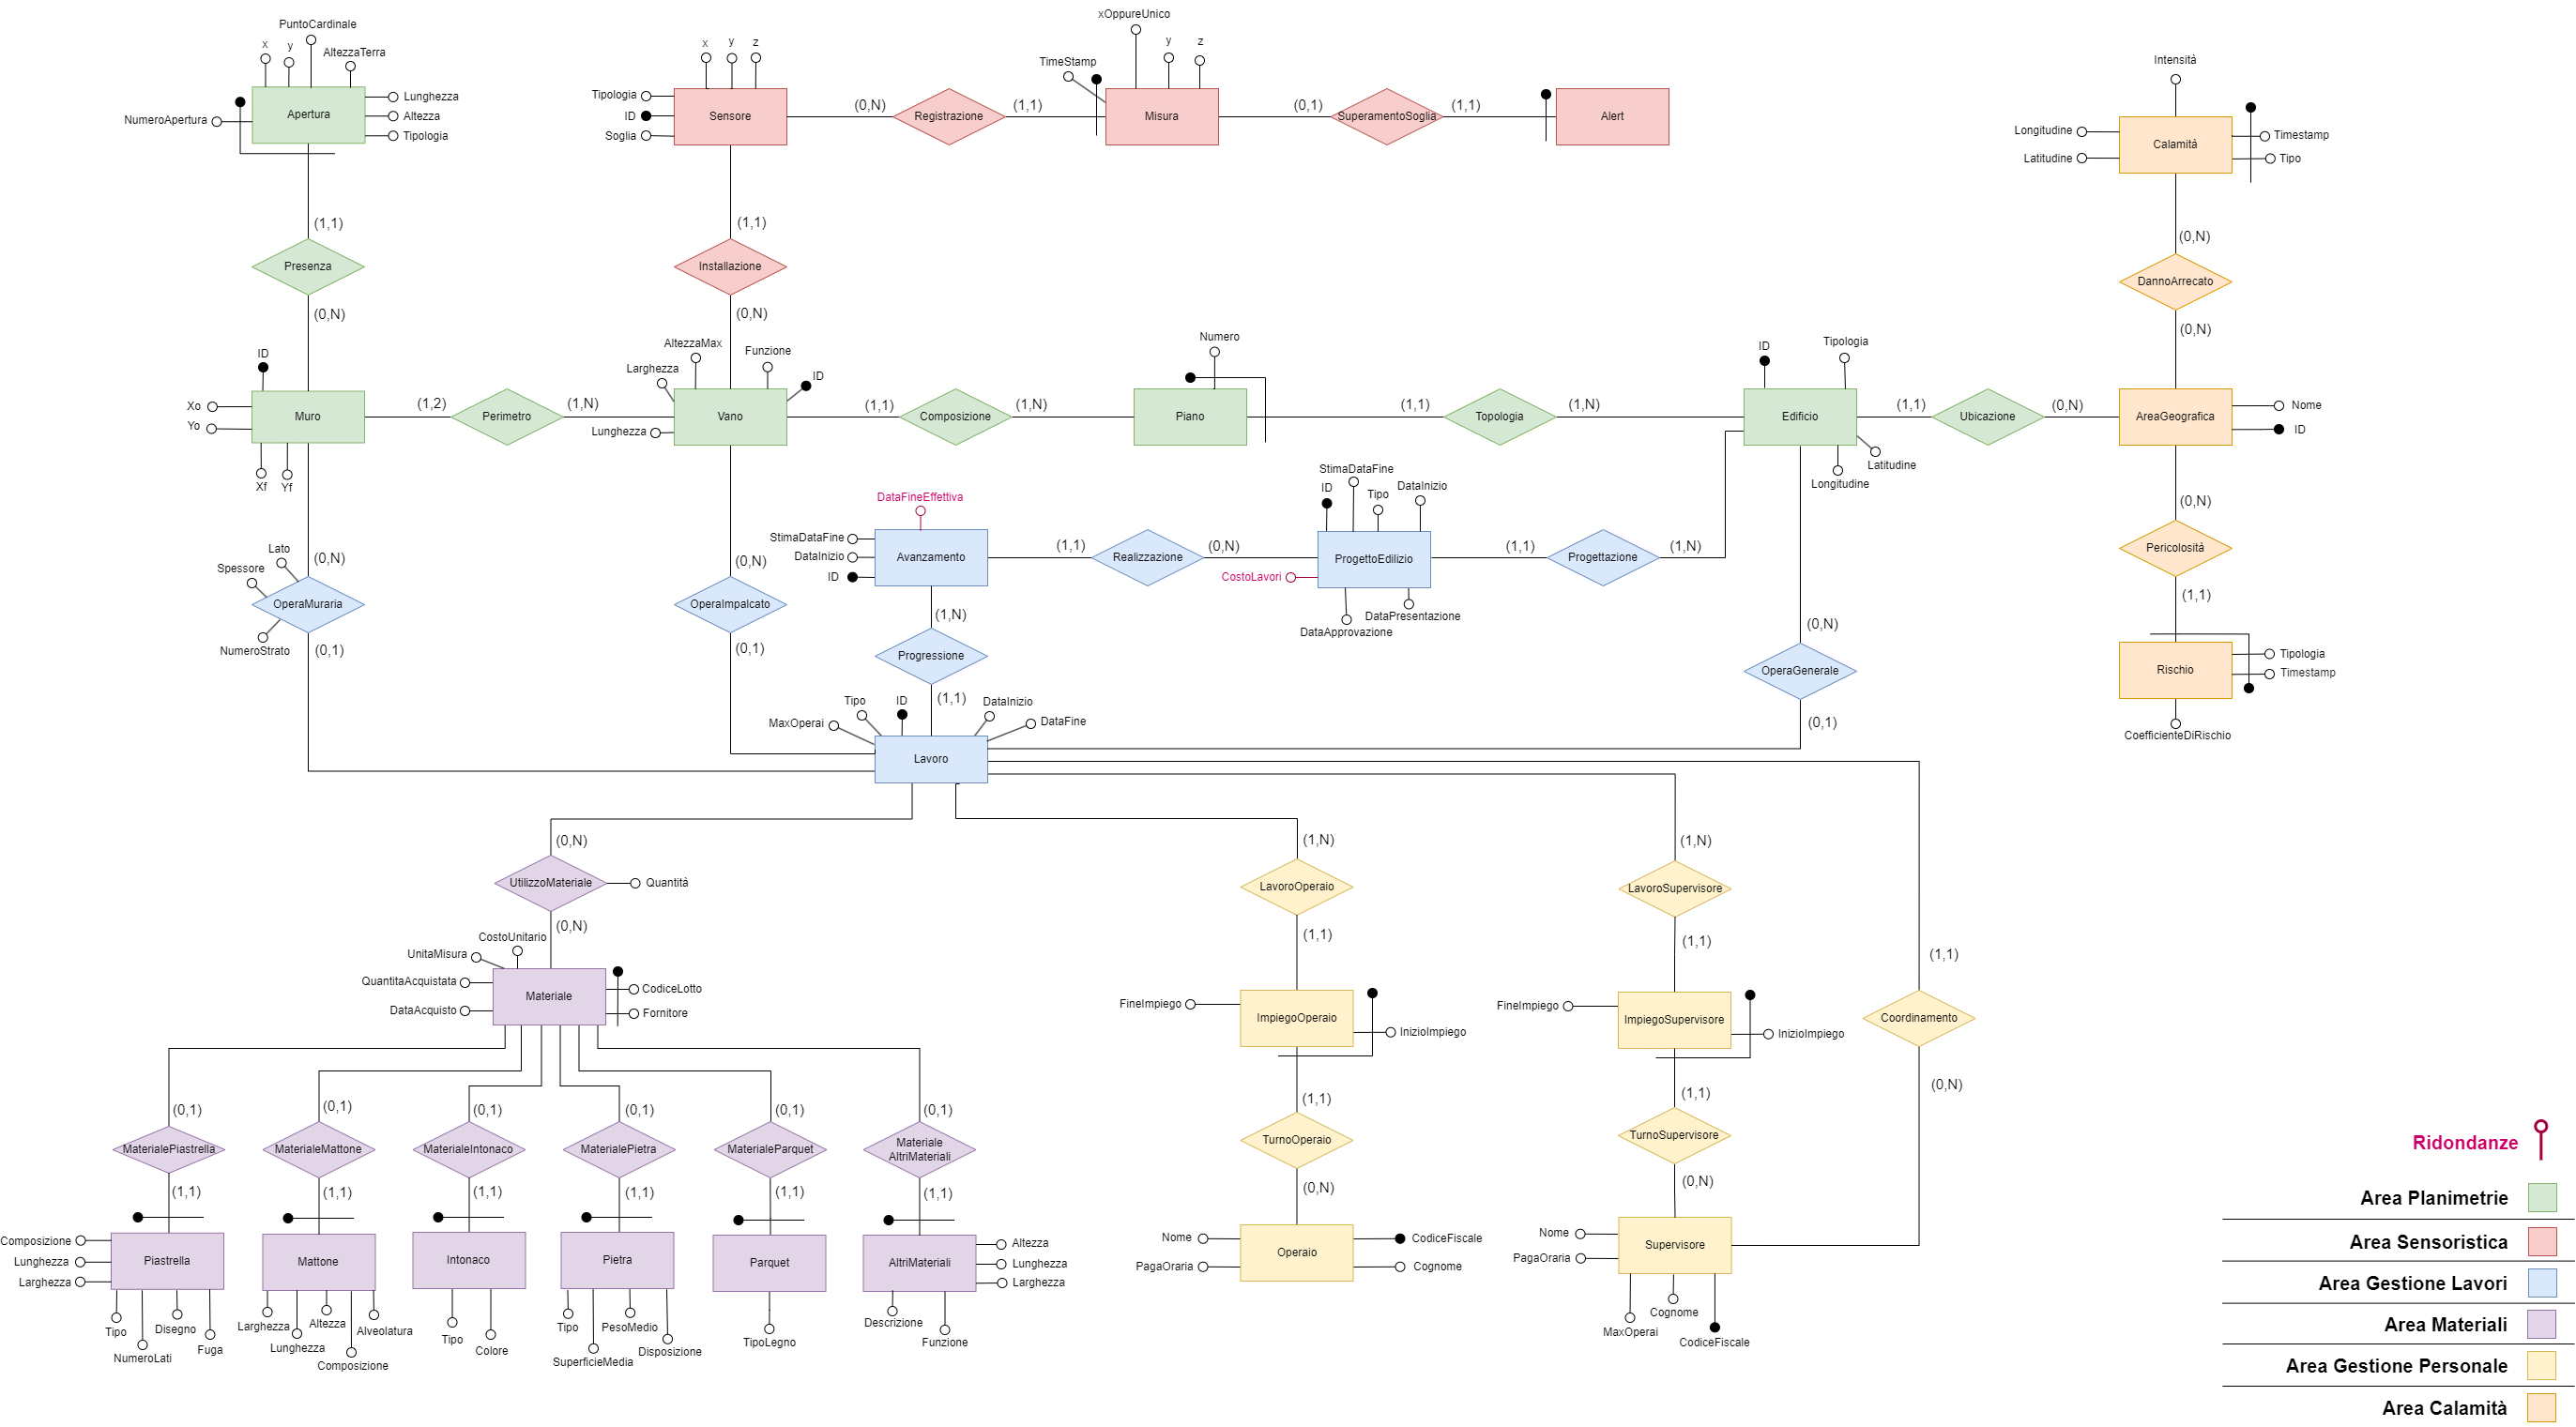 PuntoCardinale
x
y
AltezzaTerra
NumeroApertura
Apertura
Lunghezza
Altezza
Tipologia
x
y
z
Tipologia
ID
Soglia
Sensore
(0,N)
Registrazione
(1,1)
xOppureUnico
y
z
TimeStamp
Misura
(0,1)
SuperamentoSoglia
(1,1)
Alert
Intensità
Longitudine
Latitudine
Calamità
Timestamp
Tipo
(1,1)
Presenza
(0,N)
(1,1)
Installazione
(0,N)
(0,N)
DannoArrecato
(0,N)
ID
Xo
Yo
Muro
Xf
Yf
(1,2)
Perimetro
(1,N)
AltezzaMax
Larghezza
Funzione
ID
Lunghezza
Vano
(1,1)
Composizione
(1,N)
Numero
Piano
(1,1)
Topologia
(1,N)
ID
Tipologia
Edificio
Latitudine
Longitudine
(1,1)
Ubicazione
(0,N)
AreaGeografica
Nome
ID
DataFineEffettiva
StimaDataFine
DataInizio
ID
Avanzamento
(1,1)
Realizzazione
(0,N)
StimaDataFine
ID
Tipo
DataInizio
CostoLavori
ProgettoEdilizio
DataPresentazione
DataApprovazione
(1,1)
Progettazione
(1,N)
(0,N)
Pericolosità
(1,1)
(0,N)
Lato
Spessore
OperaMuraria
NumeroStrato
(0,1)
(0,N)
OperaImpalcato
(0,1)
(1,N)
Progressione
(1,1)
(0,N)
OperaGenerale
(0,1)
Rischio
Tipologia
Timestamp
CoefficienteDiRischio
Tipo
ID
DataInizio
MaxOperai
DataFine
Lavoro
(0,N)
UtilizzoMateriale
Quantità
(0,N)
(1,N)
LavoroOperaio
(1,1)
(1,N)
LavoroSupervisore
(1,1)
(1,1)
Coordinamento
(0,N)
CostoUnitario
UnitaMisura
QuantitaAcquistata
DataAcquisto
Materiale
CodiceLotto
Fornitore
FineImpiego
ImpiegoOperaio
InizioImpiego
FineImpiego
ImpiegoSupervisore
InizioImpiego
(0,1)
(0,1)
(0,1)
(0,1)
(0,1)
(0,1)
MaterialePiastrella
MaterialeMattone
MaterialeIntonaco
MaterialePietra
MaterialeParquet
Materiale
AltriMateriali
(1,1)
(1,1)
(1,1)
(1,1)
(1,1)
(1,1)
(1,1)
TurnoOperaio
(0,N)
(1,1)
TurnoSupervisore
(0,N)
Composizione
Lunghezza
Larghezza
Piastrella
Tipo
NumeroLati
Disegno
Fuga
Mattone
Larghezza
Lunghezza
Altezza
Composizione
Alveolatura
Intonaco
Tipo
Colore
Pietra
Tipo
SuperficieMedia
PesoMedio
Disposizione
Parquet
TipoLegno
AltriMateriali
Altezza
Lunghezza
Larghezza
Descrizione
Funzione
Nome
PagaOraria
Operaio
CodiceFiscale
Cognome
Nome
PagaOraria
Supervisore
MaxOperai
Cognome
CodiceFiscale
Ridondanze
Area Planimetrie
Area Sensoristica
Area Gestione Lavori
Area Materiali
Area Gestione Personale
Area Calamità